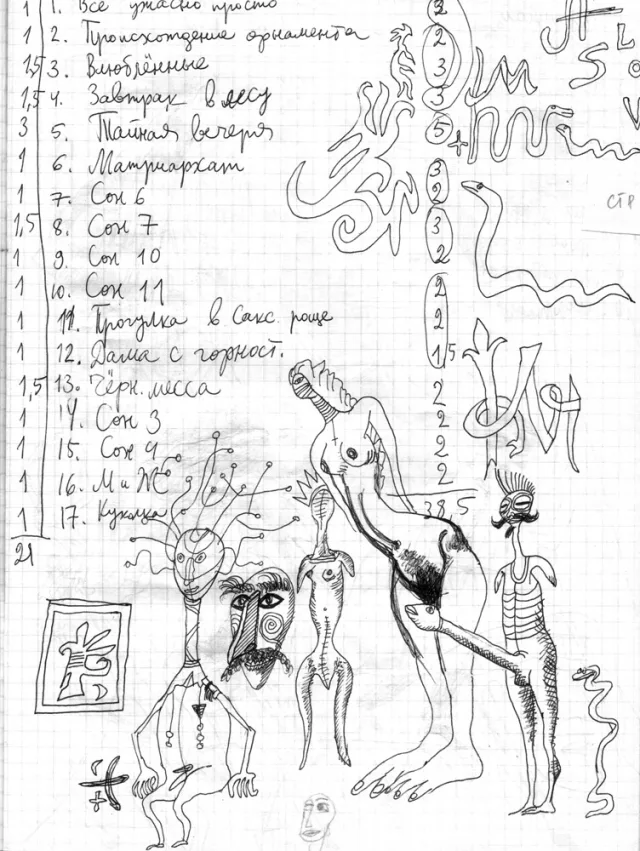 1 1. Всё ужасно просто 2
1 2. Происхождение орнамента 2
1,5 3. Влюблённые 3
1,5 4. Завтрак в лесу 3
3 5. Тайная вечеря 5
1 6. Матриархат 3
1 7. Сон 6 2
1,5 8. Сон 7 3
1 9. Сон 10 2
1 10. Сон 11 2
1 11. Прогулка в Сакс. роще 2
1 12. Дама с горност. 1,5
1,5 13. Чёрн. месса 2
1 14. Сон 3 2
1 15. Сон 4 2
1 16. М и Ж 2
1 17. Куколка
38,5
21
стр